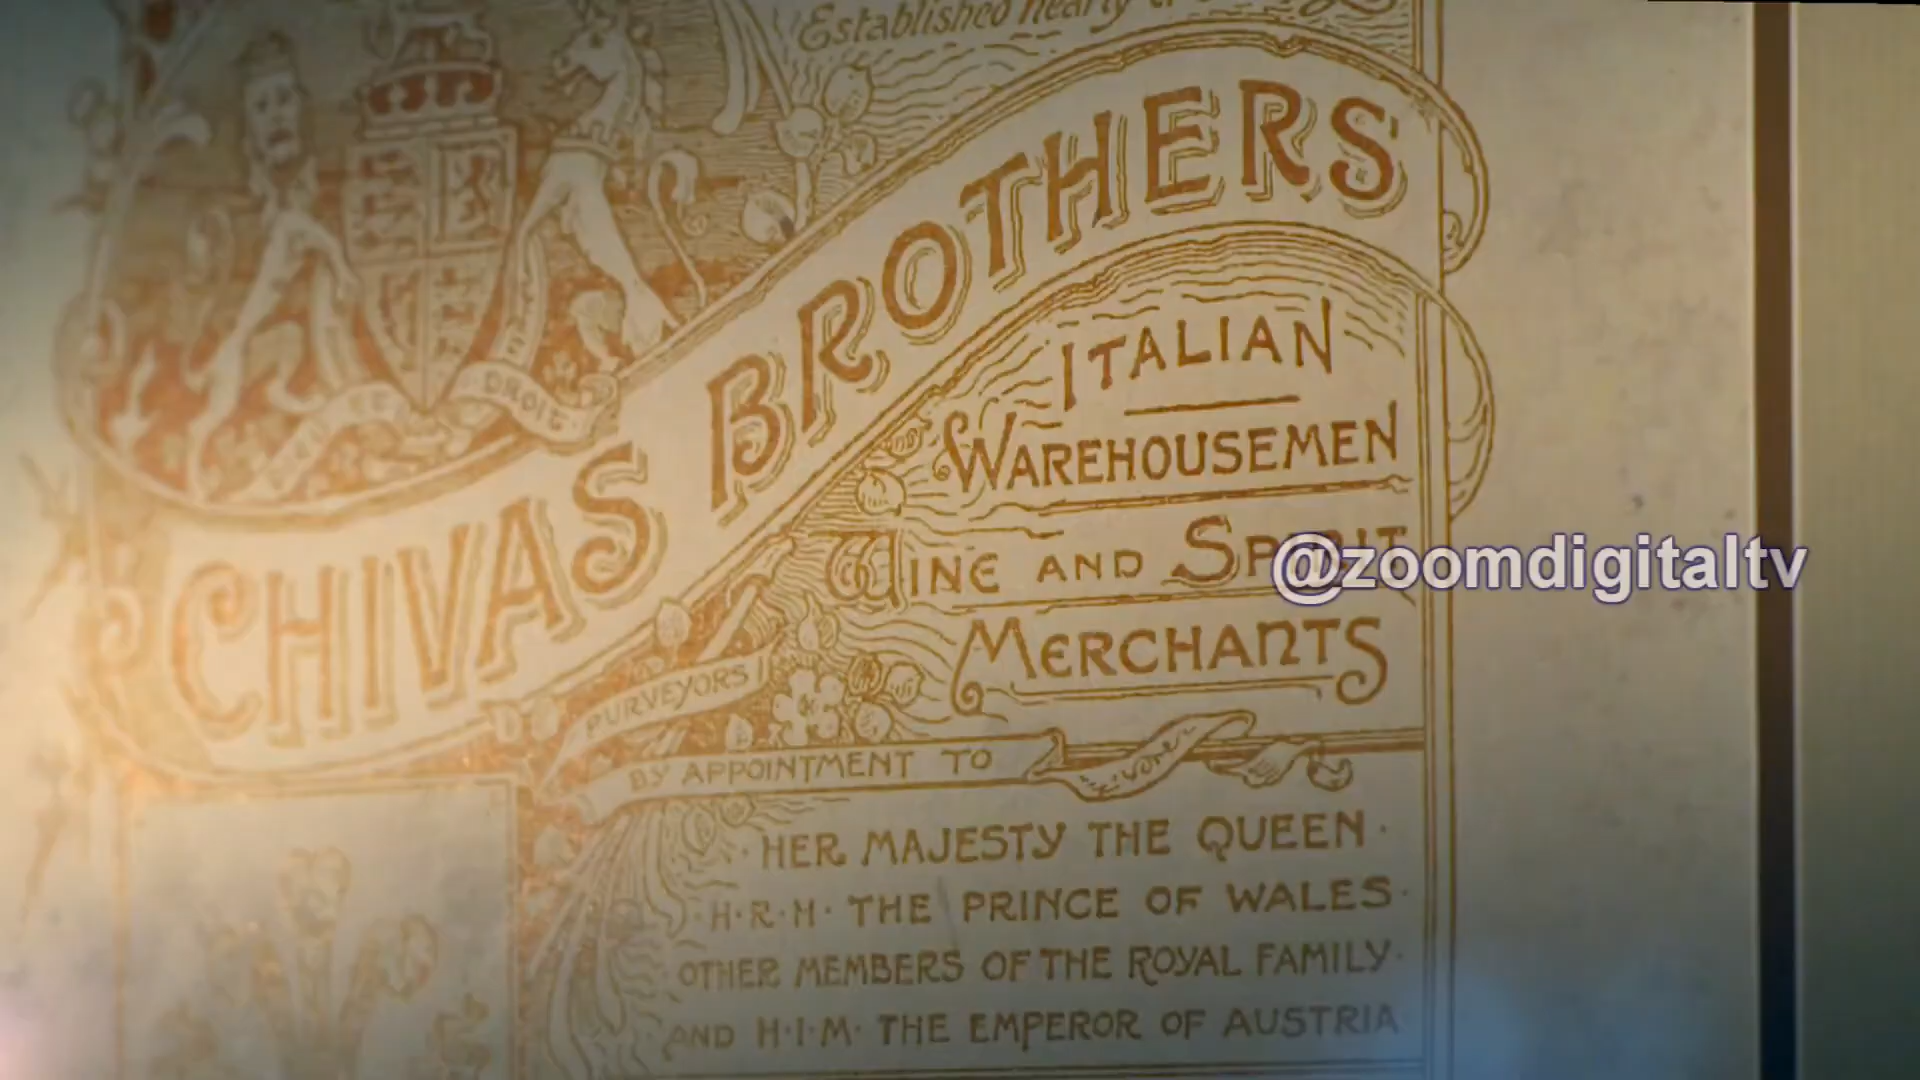 Established nearly
CHIVAS BROTHERS
ITALIAN
WAREHOUSEMEN
WINE AND SPIRIT
MERCHANTS
@zoomdigitaltv
DROIT
PURVEYORS
BY APPOINTMENT TO
HER MAJESTY THE QUEEN ·
· H·R·H· THE PRINCE OF WALES ·
OTHER MEMBERS OF THE ROYAL FAMILY ·
AND H·I·M· THE EMPEROR OF AUSTRIA